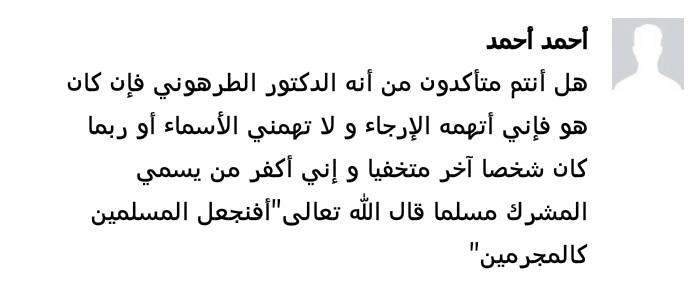 أحمد أحمد
هل أنتم متأكدون من أنه الدكتور الطرهوني فإن كان
هو فإني أتهمه الإرجاء و لا تهمني الأسماء أو ربما
كان شخصا آخر متخفيا و إني أكفر من يسمي
المشرك مسلما قال الله تعالى"أفنجعل المسلمين
كالمجرمين"